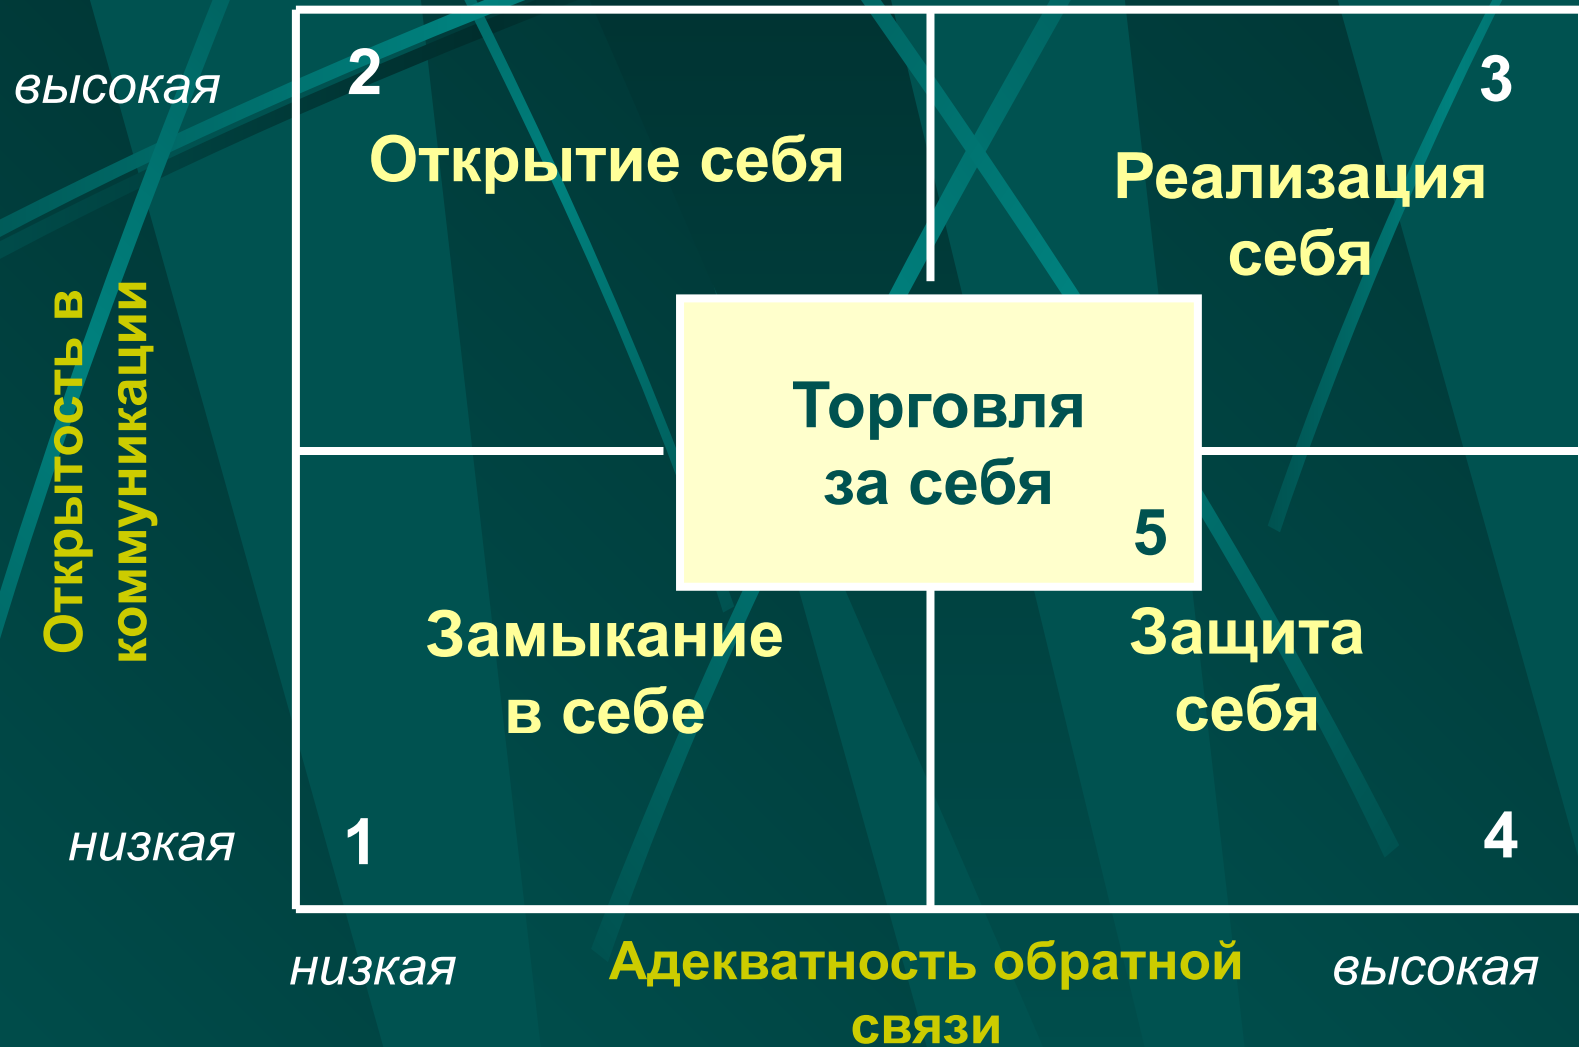 высокая
2
3
Открытие себя
Реализация
себя
Открытость в
коммуникации
Торговля
за себя
5
Замыкание
в себе
Защита
себя
низкая
1
4
низкая
Адекватность обратной
связи
высокая